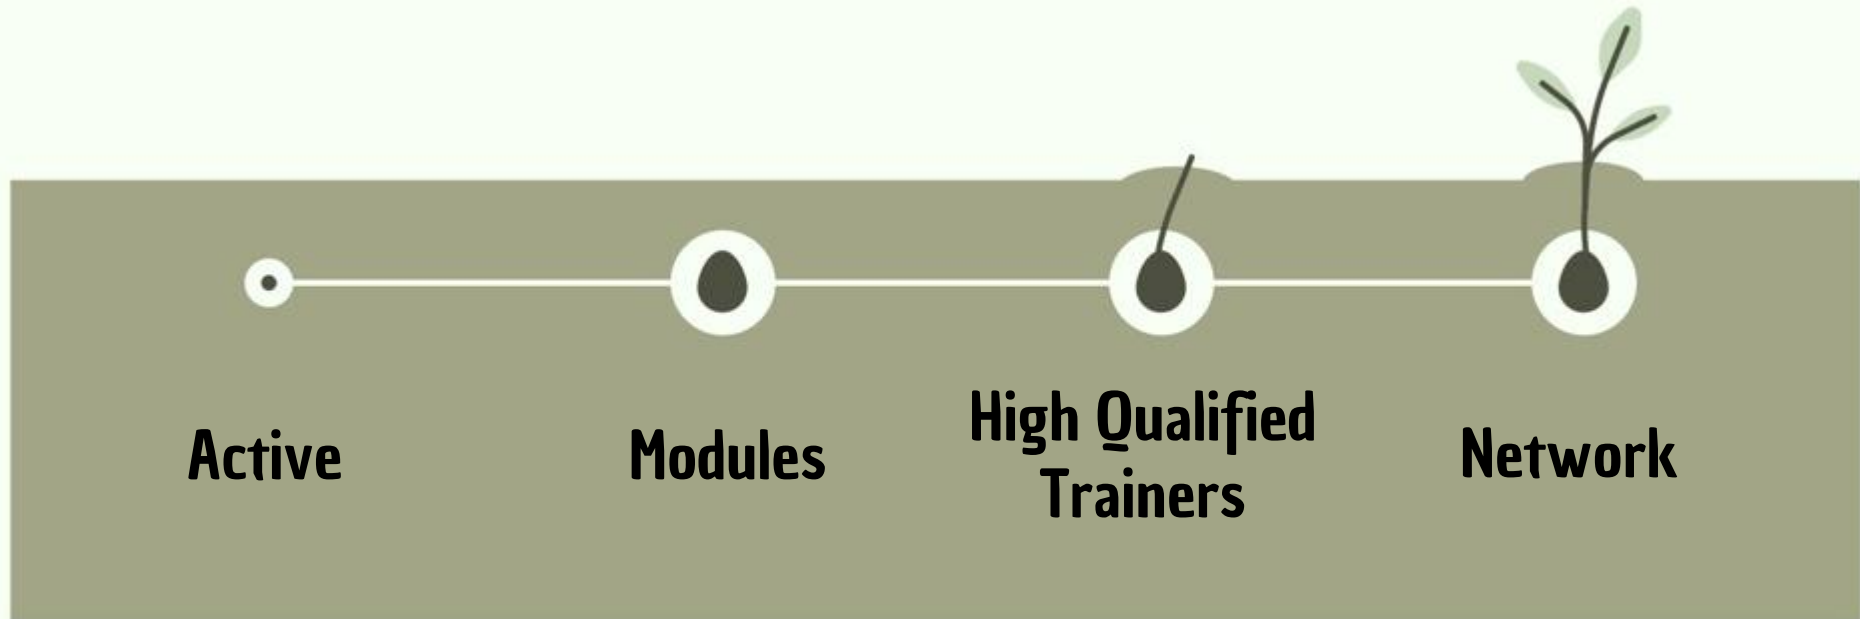 Active
Modules
High Qualified
Trainers
Network